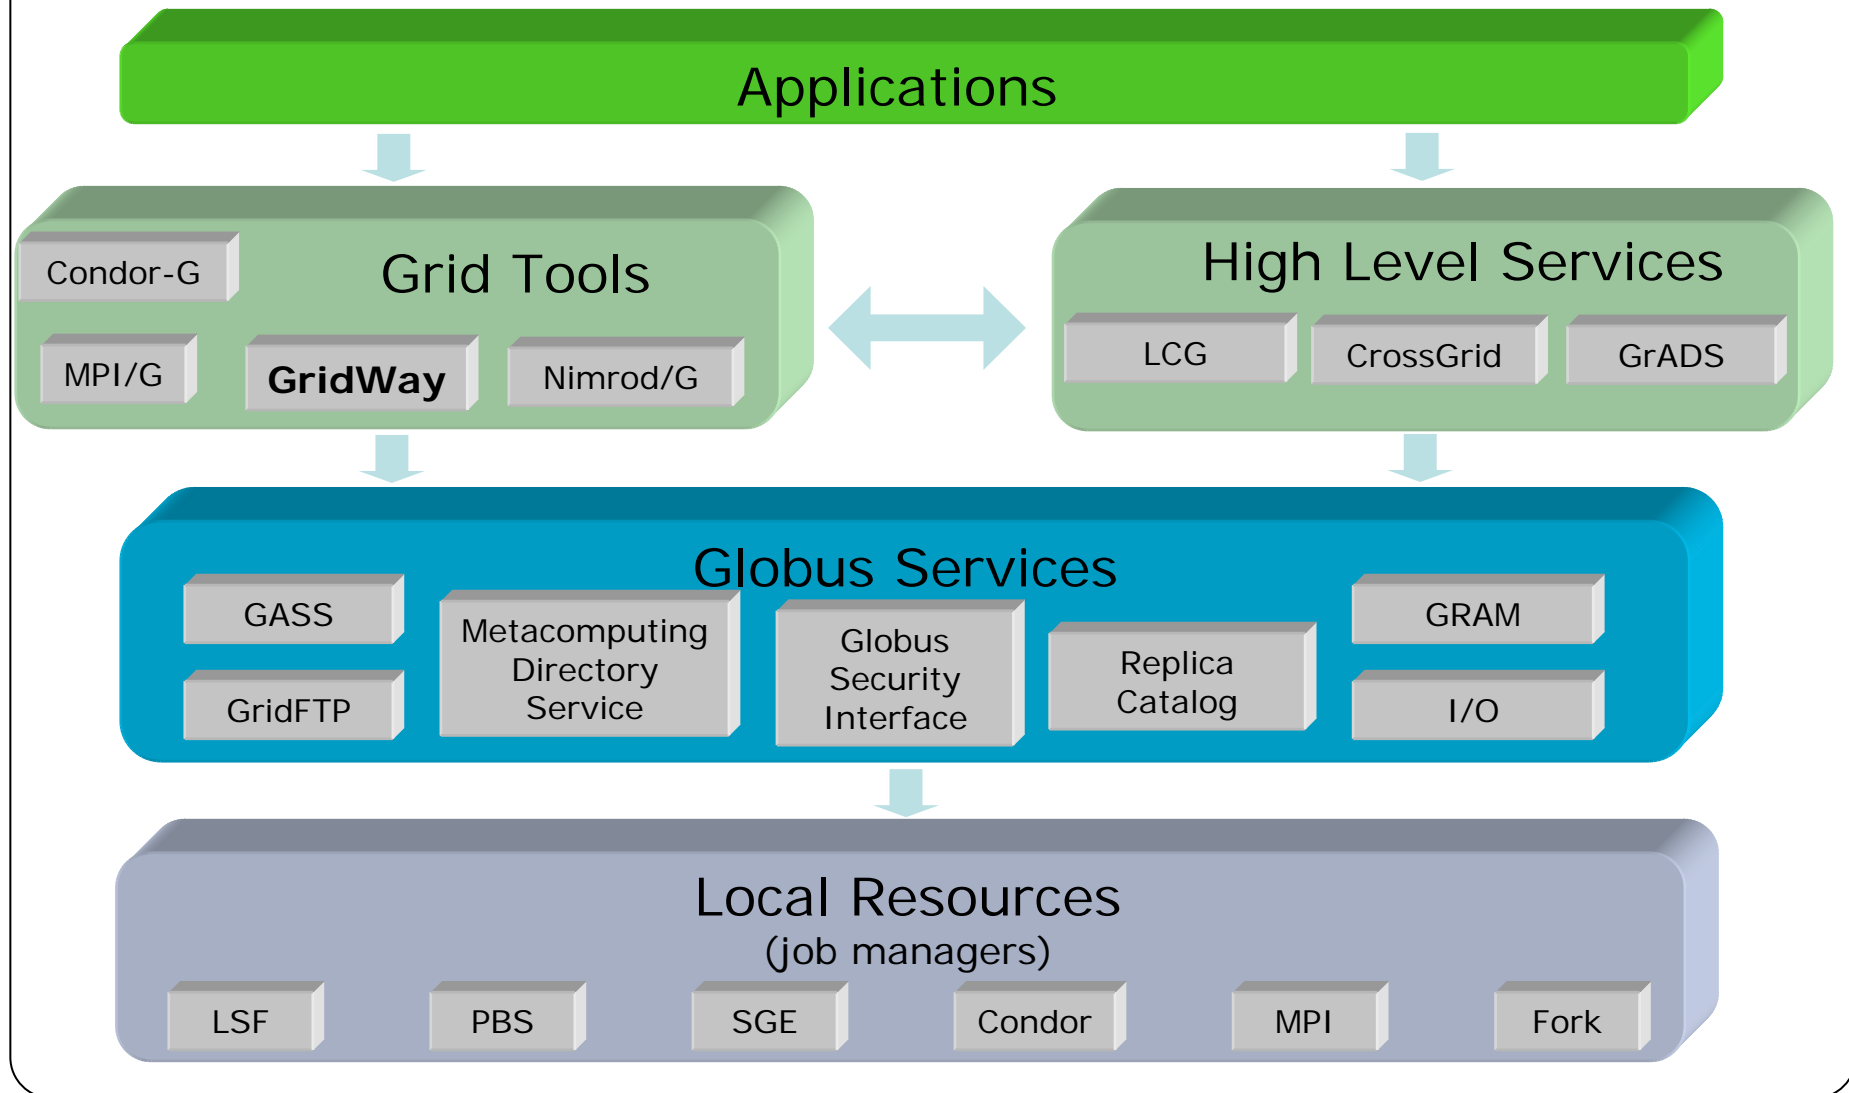 Applications
Condor-G
Grid Tools
MPI/G
GridWay
Nimrod/G
High Level Services
LCG
CrossGrid
GrADS
Globus Services
GASS
GridFTP
Metacomputing
Directory
Service
Globus
Security
Interface
Replica
Catalog
GRAM
I/O
Local Resources
(job managers)
LSF
PBS
SGE
Condor
MPI
Fork